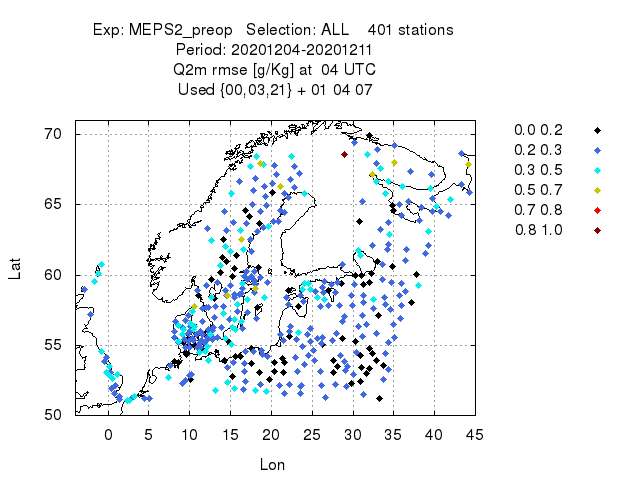 Exp: MEPS2_preop   Selection: ALL    401 stations
Period: 20201204-20201211
Q2m rmse [g/Kg] at  04 UTC
Used {00,03,21} + 01 04 07
70
65
60
55
50
0 5 10 15 20 25 30 35 40 45
Lat
Lon
0.0 0.2
0.2 0.3
0.3 0.5
0.5 0.7
0.7 0.8
0.8 1.0